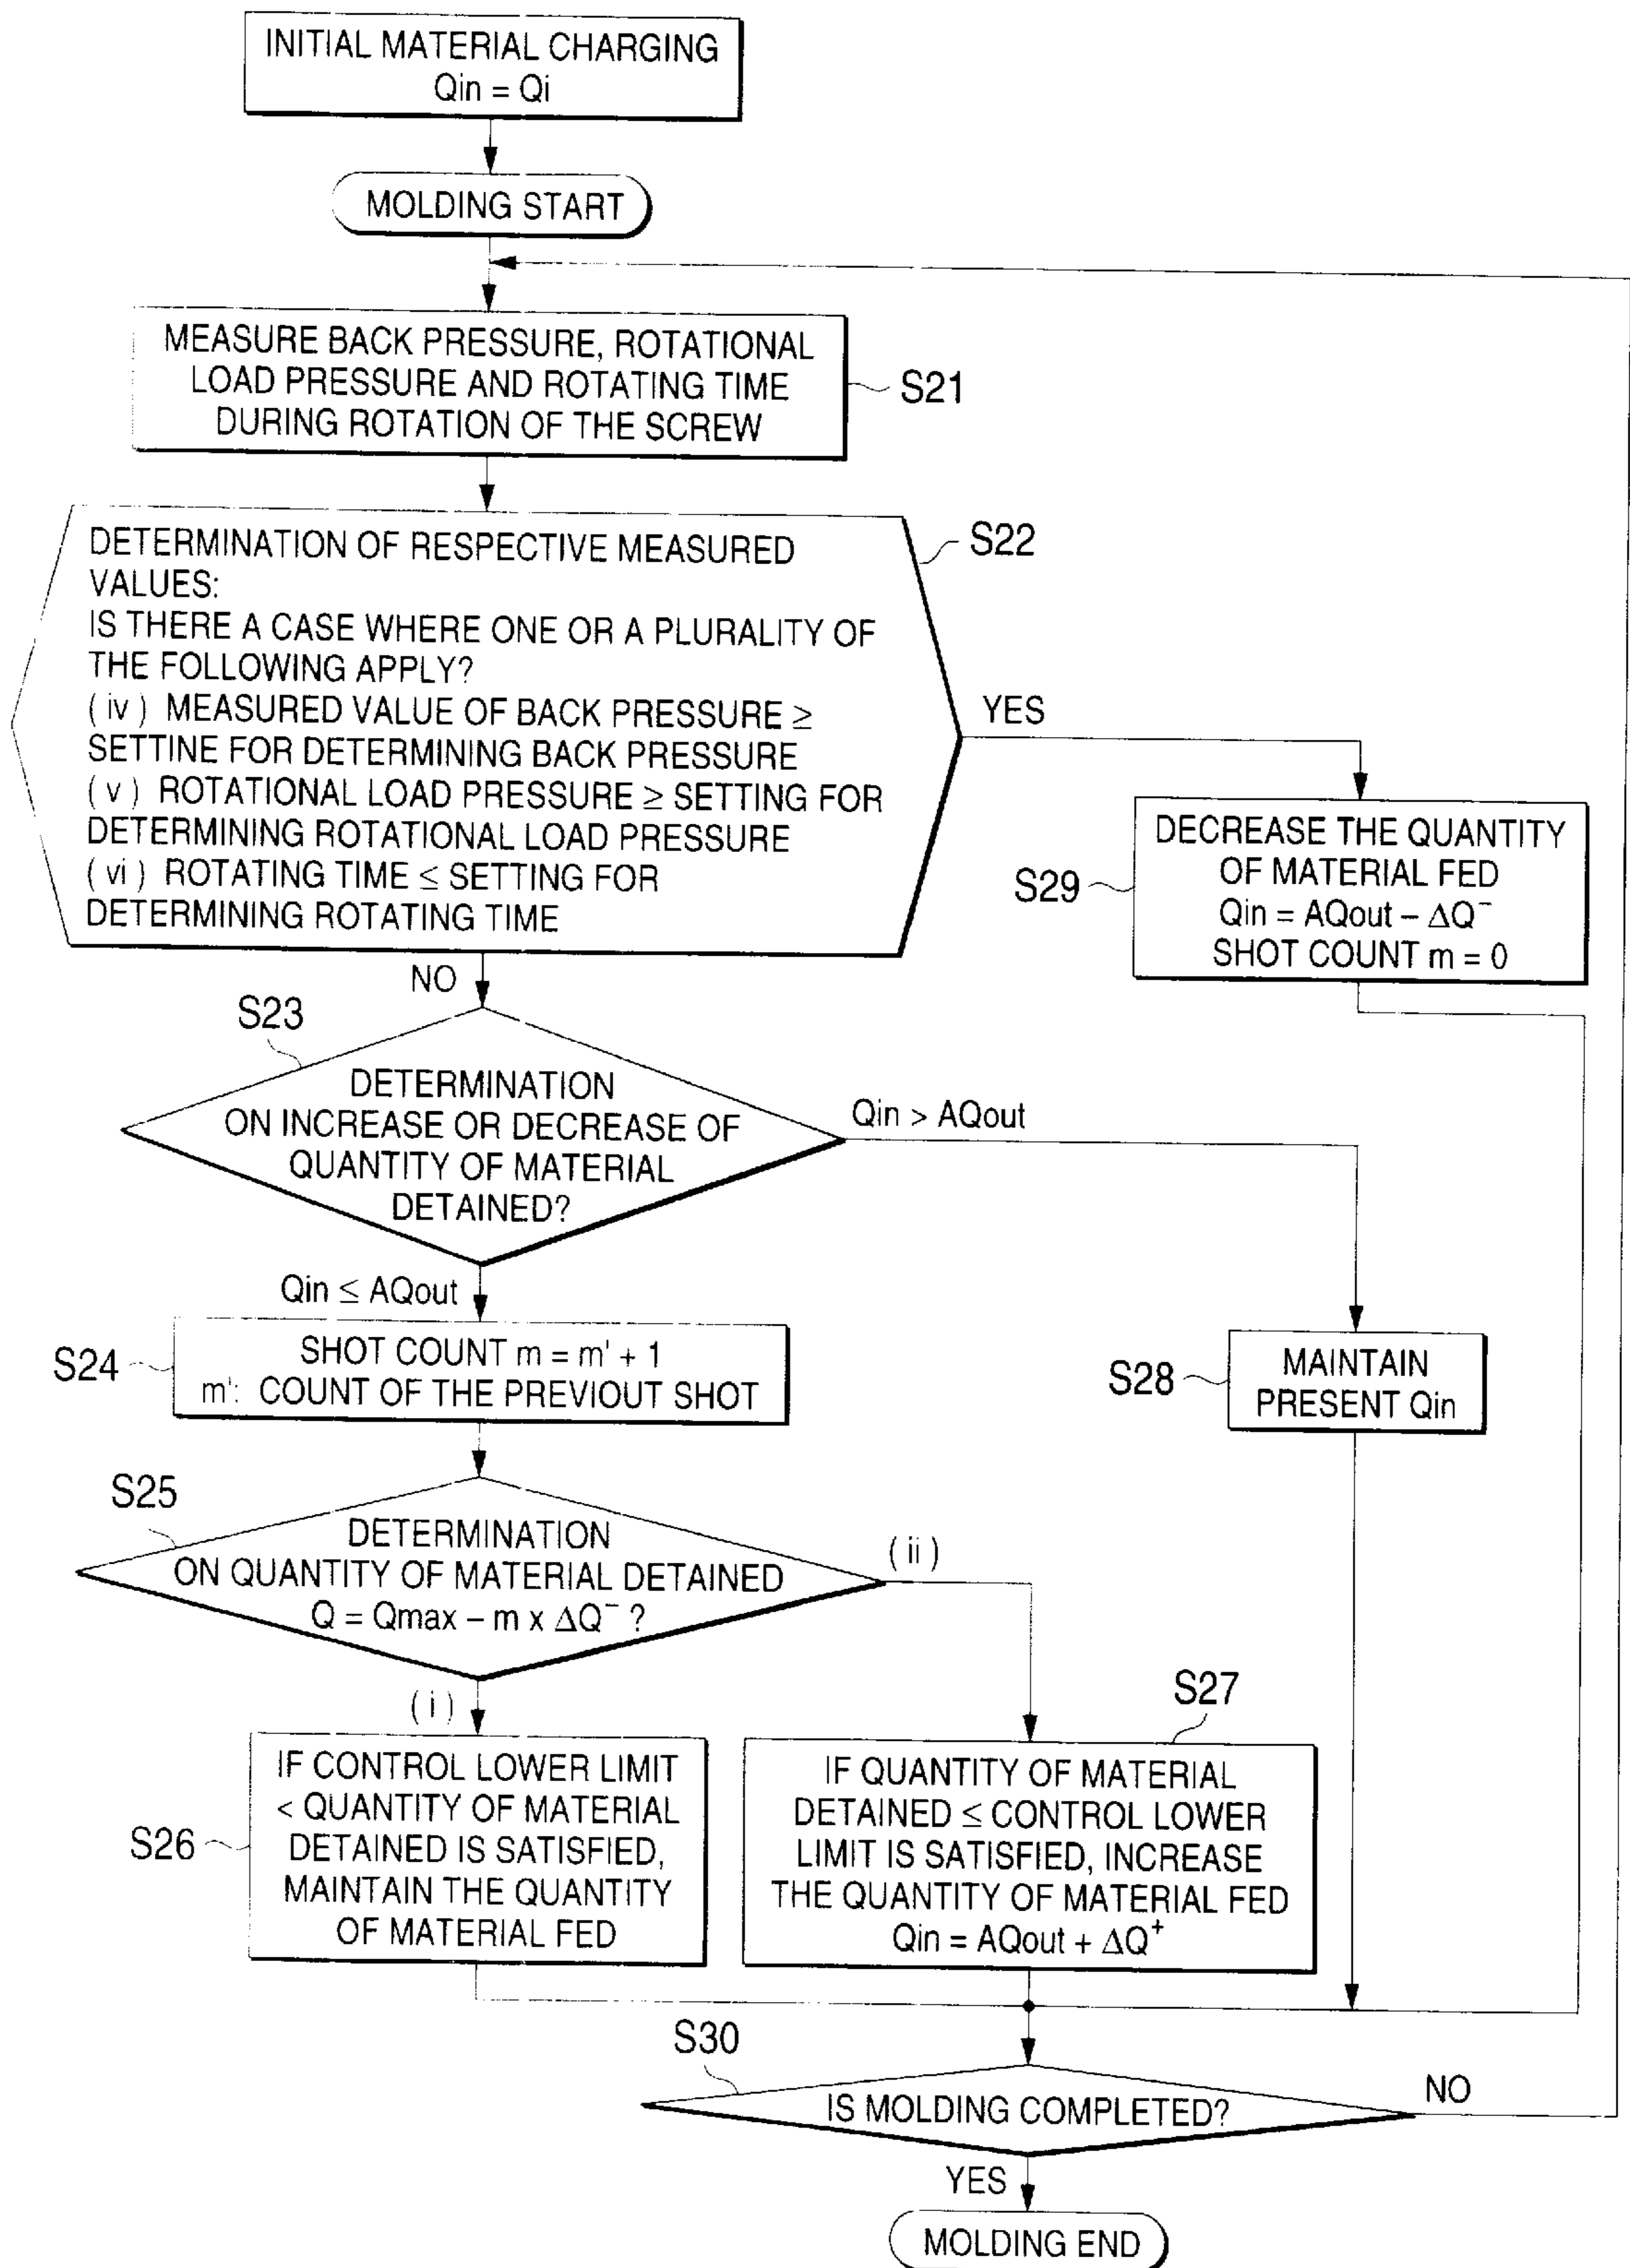 INITIAL MATERIAL CHARGING
Qin = Qi
MOLDING START
MEASURE BACK PRESSURE, ROTATIONAL
LOAD PRESSURE AND ROTATING TIME
DURING ROTATION OF THE SCREW
S21
DETERMINATION OF RESPECTIVE MEASURED
VALUES:
IS THERE A CASE WHERE ONE OR A PLURALITY OF
THE FOLLOWING APPLY?
( iv ) MEASURED VALUE OF BACK PRESSURE ≥
SETTINE FOR DETERMINING BACK PRESSURE
( v ) ROTATIONAL LOAD PRESSURE ≥ SETTING FOR
DETERMINING ROTATIONAL LOAD PRESSURE
( vi ) ROTATING TIME ≤ SETTING FOR
DETERMINING ROTATING TIME
S22
YES
NO
DECREASE THE QUANTITY
OF MATERIAL FED
Qin = AQout – ΔQ⁻
SHOT COUNT m = 0
S29
S23
DETERMINATION
ON INCREASE OR DECREASE OF
QUANTITY OF MATERIAL
DETAINED?
Qin > AQout
Qin ≤ AQout
S24
SHOT COUNT m = m' + 1
m': COUNT OF THE PREVIOUT SHOT
S28
MAINTAIN
PRESENT Qin
S25
DETERMINATION
ON QUANTITY OF MATERIAL DETAINED
Q = Qmax – m x ΔQ⁻ ?
( ii )
( i )
S26
IF CONTROL LOWER LIMIT
< QUANTITY OF MATERIAL
DETAINED IS SATISFIED,
MAINTAIN THE QUANTITY
OF MATERIAL FED
S27
IF QUANTITY OF MATERIAL
DETAINED ≤ CONTROL LOWER
LIMIT IS SATISFIED, INCREASE
THE QUANTITY OF MATERIAL FED
Qin = AQout + ΔQ⁺
S30
IS MOLDING COMPLETED?
NO
YES
MOLDING END